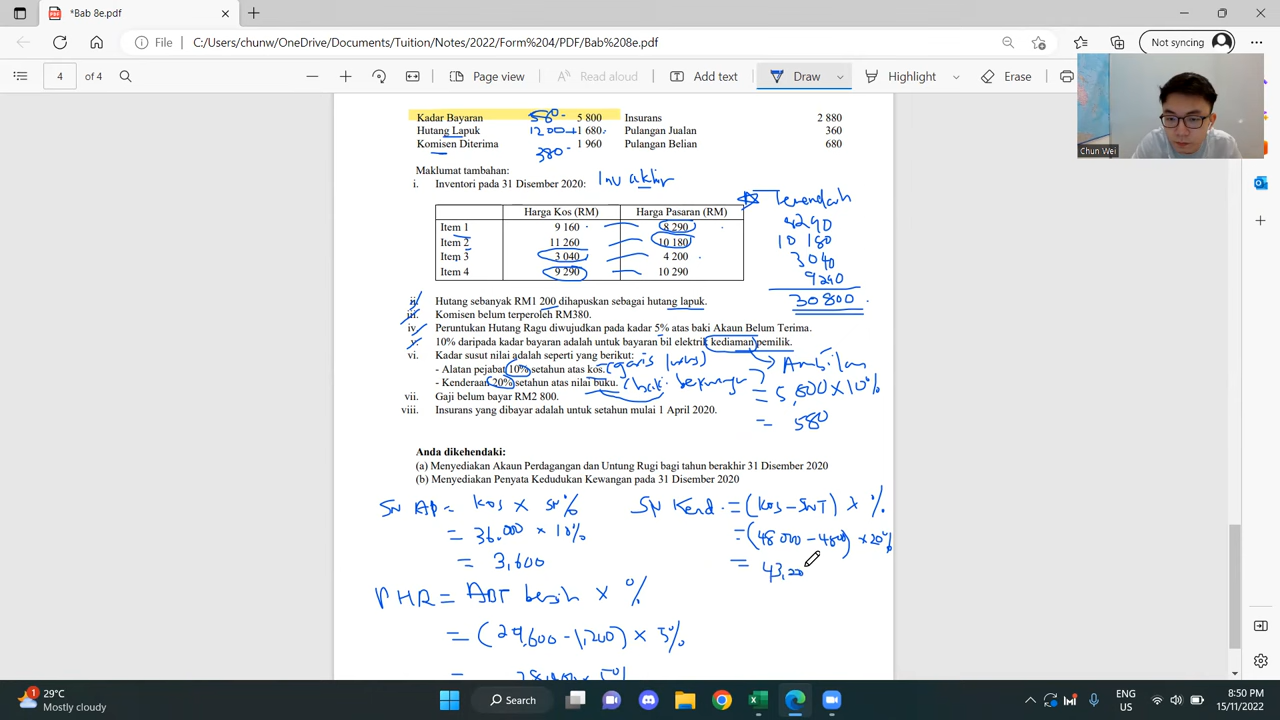 *Bab 8e.pdf
File C:/Users/chunw/OneDrive/Documents/Tuition/Notes/2022/Form%204/PDF/Bab%208e.pdf
Not syncing
4 of 4
Page view
Read aloud
Add text
Draw
Highlight
Erase
Chun Wei
Kadar Bayaran 580- 5 800 Insurans 2 880
Hutang Lapuk 1200+ 1 680 Pulangan Jualan 360
Komisen Diterima 380- 1 960 Pulangan Belian 680
Maklumat tambahan:
i. Inventori pada 31 Disember 2020: Inv akhir
Harga Kos (RM) Harga Pasaran (RM)
Item 1 9 160 8 290
Item 2 11 260 10 180
Item 3 3 040 4 200
Item 4 9 290 10 290
Terendah
8290
10 180
3040
9290
30800
ii. Hutang sebanyak RM1 200 dihapuskan sebagai hutang lapuk.
iii. Komisen belum terperoleh RM380.
iv. Peruntukan Hutang Ragu diwujudkan pada kadar 5% atas baki Akaun Belum Terima.
v. 10% daripada kadar bayaran adalah untuk bayaran bil elektrik kediaman pemilik.
vi. Kadar susut nilai adalah seperti yang berikut:
- Alatan pejabat 10% setahun atas kos. (garis lurus)
- Kenderaan 20% setahun atas nilai buku. (baki berkurangan)
vii. Gaji belum bayar RM2 800.
viii. Insurans yang dibayar adalah untuk setahun mulai 1 April 2020.
Ambilan
= 5,800 x 10%
= 580
Anda dikehendaki:
(a) Menyediakan Akaun Perdagangan dan Untung Rugi bagi tahun berakhir 31 Disember 2020
(b) Menyediakan Penyata Kedudukan Kewangan pada 31 Disember 2020
SN AP = Kos x SN%
= 36,000 x 10%
= 3,600
SN Kend. = (Kos - SNT) x %
= (48000 - 4800) x 20%
= 43,200
PHR = ABT bersih x %
= (29,600 - 1,200) x 5%
29°C
Mostly cloudy
Search
ENG
US
8:50 PM
15/11/2022